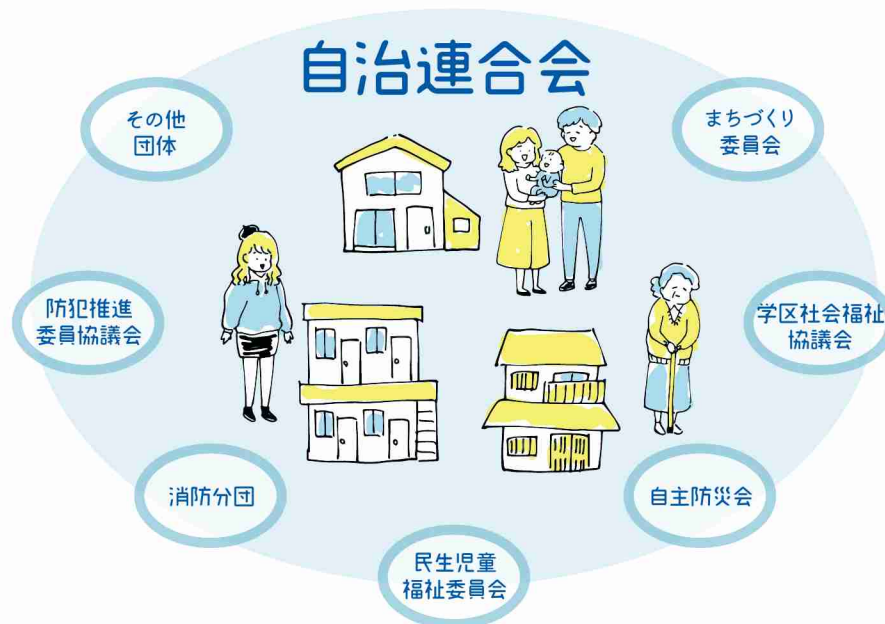 自治連合会
その他
団体
まちづくり
委員会
防犯推進
委員協議会
学区社会福祉
協議会
消防分団
自主防災会
民生児童
福祉委員会